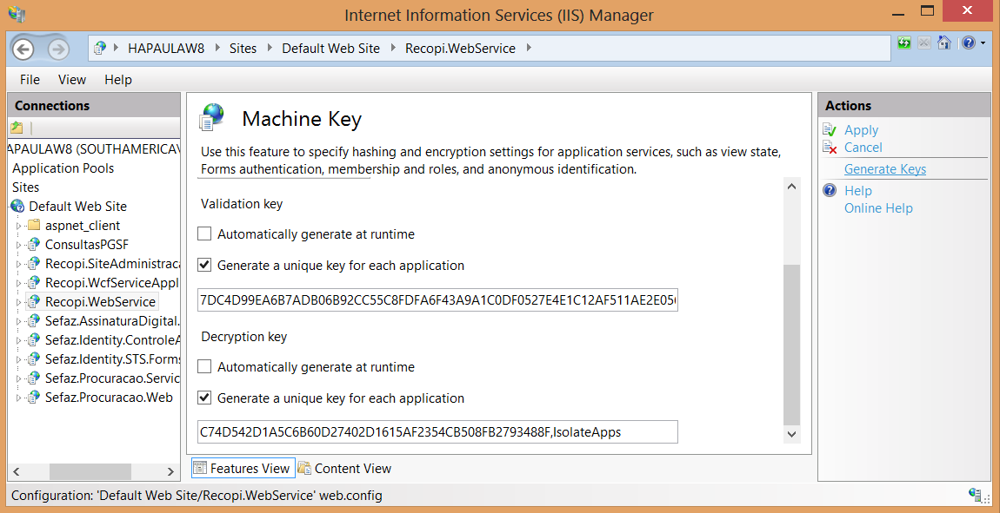 Internet Information Services (IIS) Manager
HAPAULAW8 Sites Default Web Site Recopi.WebService
File View Help
Connections
APAULAW8 (SOUTHAMERICA\
Application Pools
Sites
Default Web Site
aspnet_client
ConsultasPGSF
Recopi.SiteAdministraca
Recopi.WcfServiceAppl
Recopi.WebService
Sefaz.AssinaturaDigital.
Sefaz.Identity.ControleA
Sefaz.Identity.STS.Forms
Sefaz.Procuracao.Servic
Sefaz.Procuracao.Web
Machine Key
Use this feature to specify hashing and encryption settings for application services, such as view state,
Forms authentication, membership and roles, and anonymous identification.
Validation key
Automatically generate at runtime
Generate a unique key for each application
7DC4D99EA6B7ADB06B92CC55C8FDFA6F43A9A1C0DF0527E4E1C12AF511AE2E05
Decryption key
Automatically generate at runtime
Generate a unique key for each application
C74D542D1A5C6B60D27402D1615AF2354CB508FB2793488F,IsolateApps
Features View Content View
Actions
Apply
Cancel
Generate Keys
Help
Online Help
Configuration: 'Default Web Site/Recopi.WebService' web.config